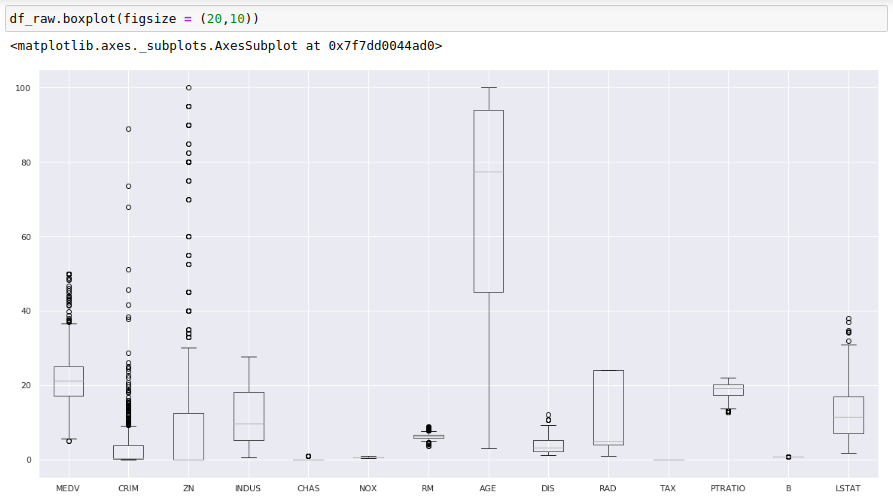 df_raw.boxplot(figsize = (20,10))
<matplotlib.axes._subplots.AxesSubplot at 0x7f7dd0044ad0>
100
80
60
40
20
0
MEDV CRIM ZN INDUS CHAS NOX RM AGE DIS RAD TAX PTRATIO B LSTAT